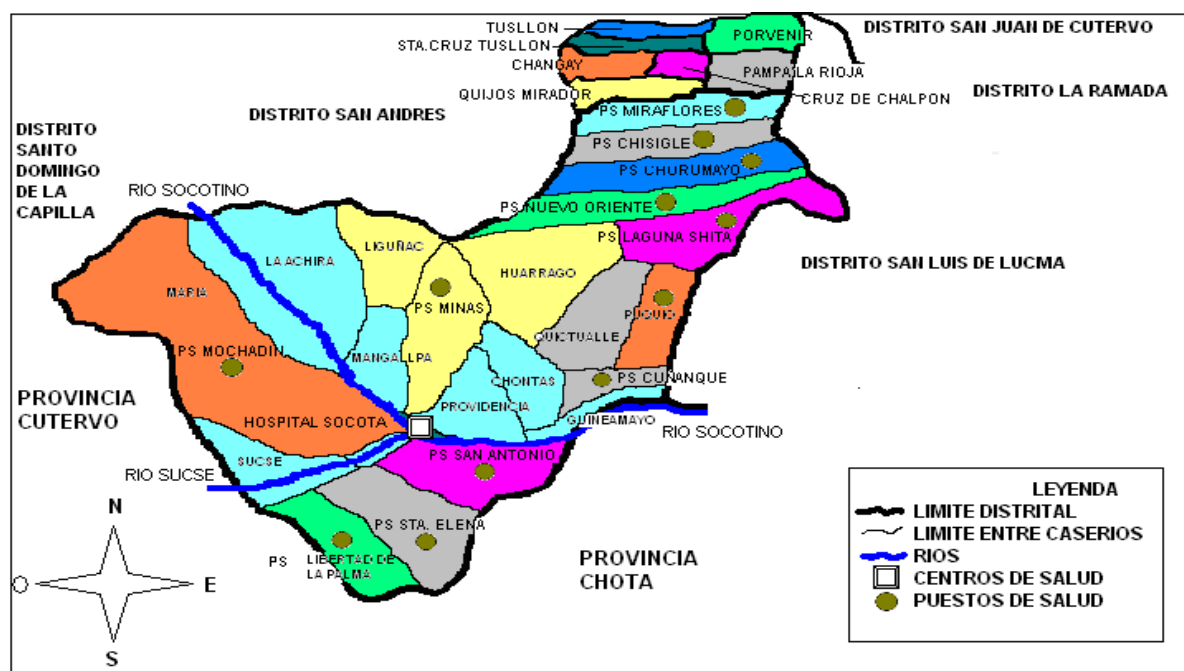 TUSLLON
STA.CRUZ TUSLLON
CHANGAY
QUIJOS MIRADOR
PORVENIR
PAMPA LA RIOJA
CRUZ DE CHALPON
DISTRITO SAN JUAN DE CUTERVO
DISTRITO LA RAMADA
DISTRITO SAN ANDRES
DISTRITO
SANTO
DOMINGO
DE LA
CAPILLA
RIO SOCOTINO
PS MIRAFLORES
PS CHISIGLE
PS CHURUMAYO
PS NUEVO ORIENTE
PS LAGUNA SHITA
DISTRITO SAN LUIS DE LUCMA
LIGUÑAC
LA ACHIRA
HUARRAGO
MARIA
PS MINAS
PUQUIO
QUICTUALLE
PS MOCHADIN
MANGALLPA
CHONTAS
PS CUÑANQUE
PROVINCIA
CUTERVO
PROVIDENCIA
GUINEAMAYO
HOSPITAL SOCOTA
RIO SOCOTINO
SUCSE
PS SAN ANTONIO
RIO SUCSE
PS STA. ELENA
PS LIBERTAD DE
LA PALMA
PROVINCIA
CHOTA
N
O
E
S
LEYENDA
LIMITE DISTRITAL
LIMITE ENTRE CASERIOS
RIOS
CENTROS DE SALUD
PUESTOS DE SALUD